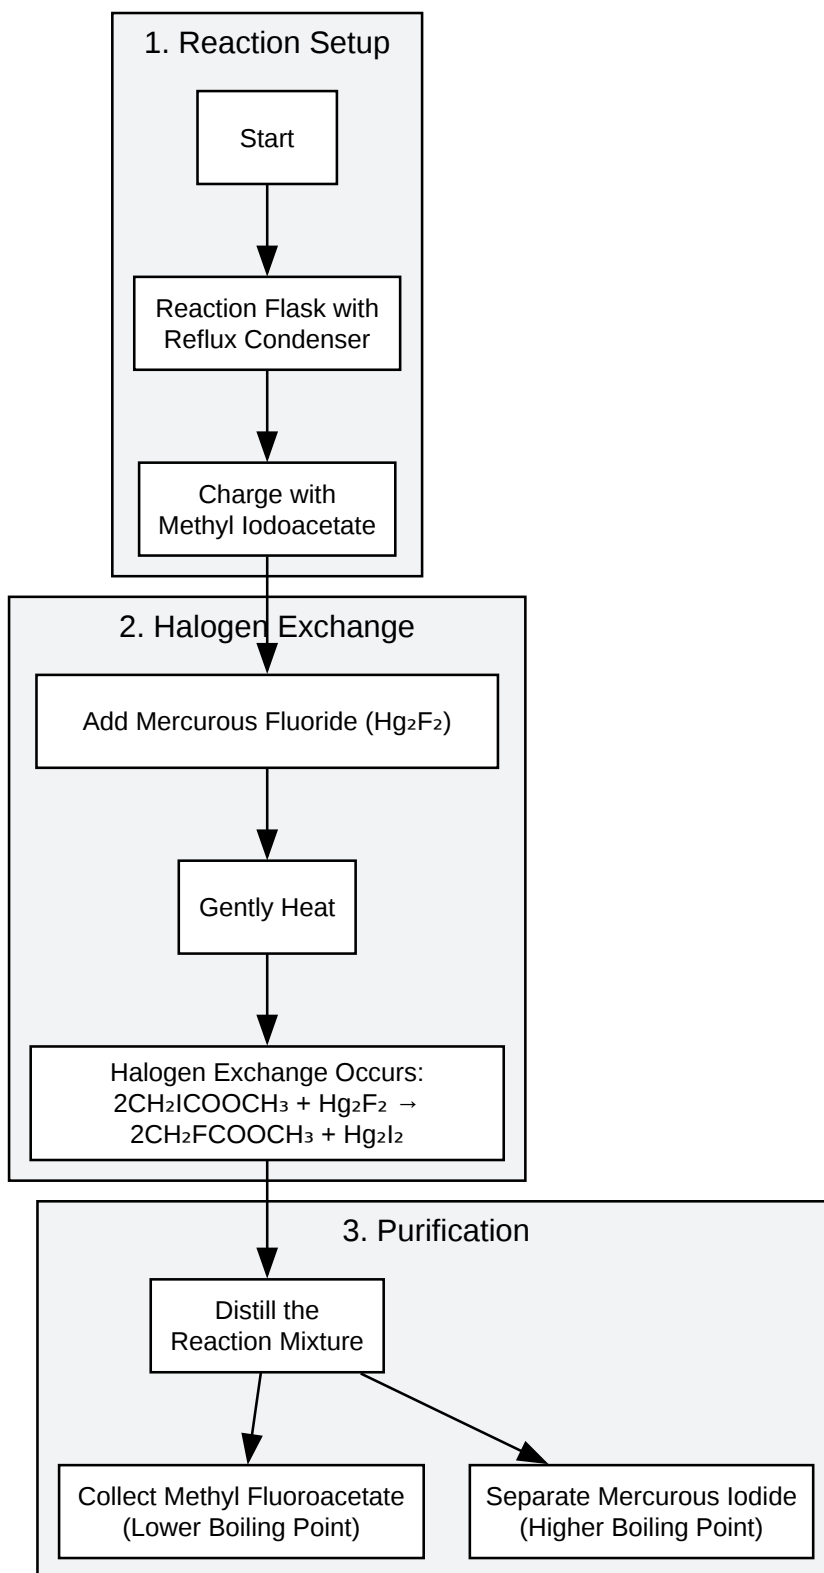 1. Reaction Setup
Start
Reaction Flask with
Reflux Condenser
Charge with
Methyl Iodoacetate
2. Halogen Exchange
Add Mercurous Fluoride (Hg₂F₂)
Gently Heat
Halogen Exchange Occurs:
2CH₂ICOOCH₃ + Hg₂F₂ →
2CH₂FCOOCH₃ + Hg₂I₂
3. Purification
Distill the
Reaction Mixture
Collect Methyl Fluoroacetate
(Lower Boiling Point)
Separate Mercurous Iodide
(Higher Boiling Point)